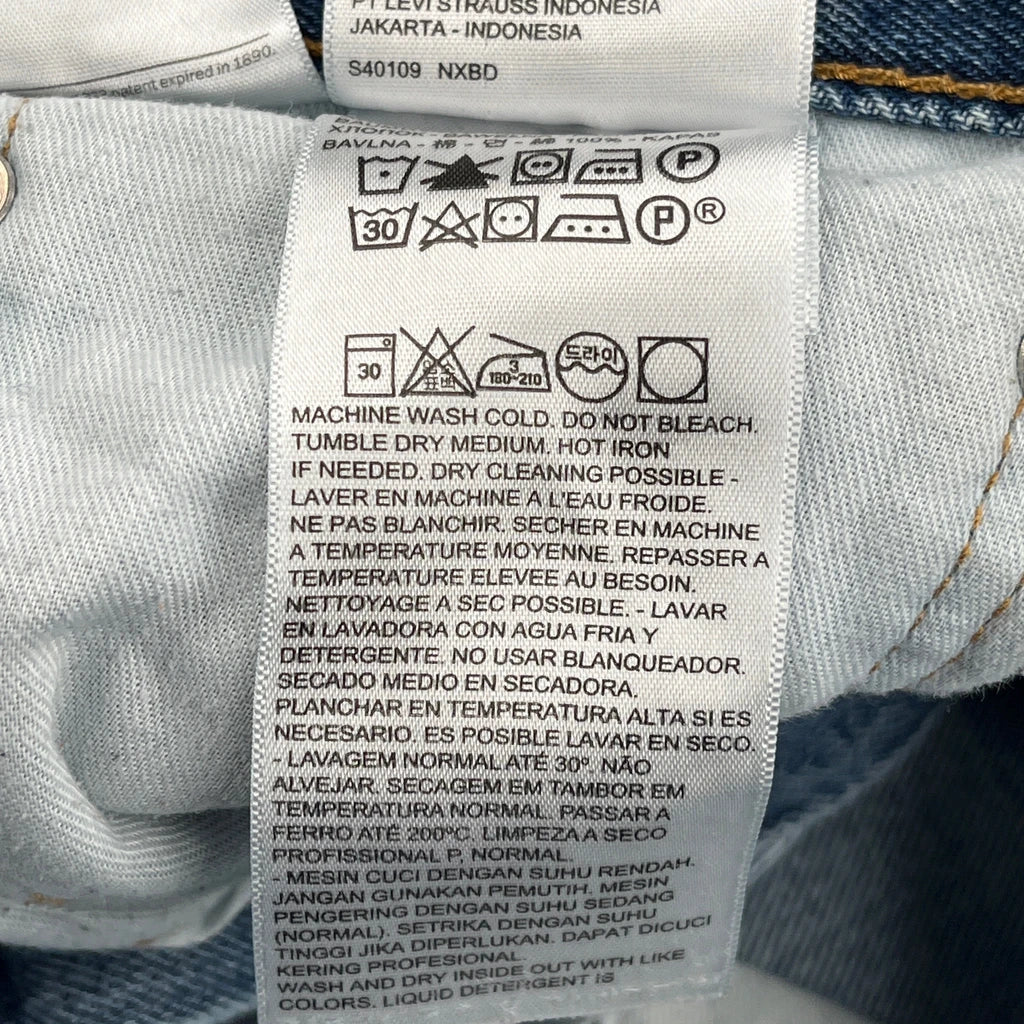 patent expired in 1890.
PT LEVI STRAUSS INDONESIA
JAKARTA - INDONESIA
S40109 NXBD
BAVLNA - 棉 - 면 - 綿 100% - KAPAS
30
®
30
3
180~210
드라이
MACHINE WASH COLD. DO NOT BLEACH.
TUMBLE DRY MEDIUM. HOT IRON
IF NEEDED. DRY CLEANING POSSIBLE -
LAVER EN MACHINE A L'EAU FROIDE.
NE PAS BLANCHIR. SECHER EN MACHINE
A TEMPERATURE MOYENNE. REPASSER A
TEMPERATURE ELEVEE AU BESOIN.
NETTOYAGE A SEC POSSIBLE. - LAVAR
EN LAVADORA CON AGUA FRIA Y
DETERGENTE. NO USAR BLANQUEADOR.
SECADO MEDIO EN SECADORA.
PLANCHAR EN TEMPERATURA ALTA SI ES
NECESARIO. ES POSIBLE LAVAR EN SECO.
- LAVAGEM NORMAL ATÉ 30º. NÃO
ALVEJAR. SECAGEM EM TAMBOR EM
TEMPERATURA NORMAL. PASSAR A
FERRO ATÉ 200ºC. LIMPEZA A SECO
PROFISSIONAL P, NORMAL.
- MESIN CUCI DENGAN SUHU RENDAH.
JANGAN GUNAKAN PEMUTIH. MESIN
PENGERING DENGAN SUHU SEDANG
(NORMAL). SETRIKA DENGAN SUHU
TINGGI JIKA DIPERLUKAN. DAPAT DICUCI
KERING PROFESIONAL.
WASH AND DRY INSIDE OUT WITH LIKE
COLORS. LIQUID DETERGENT IS